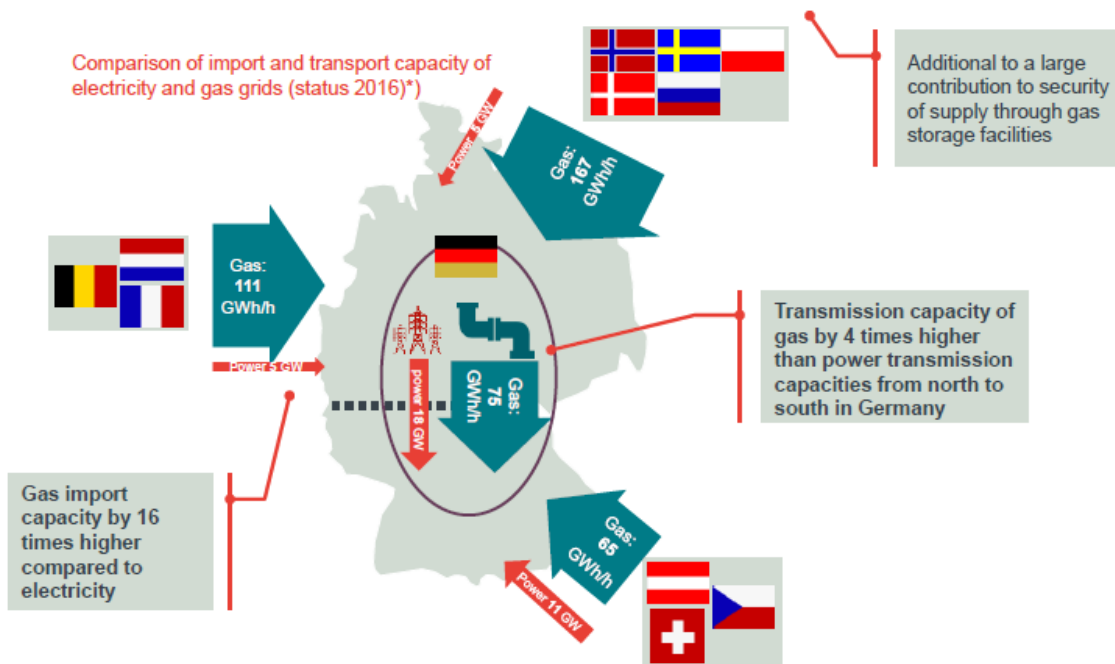 Comparison of import and transport capacity of
electricity and gas grids (status 2016)*)
Additional to a large
contribution to security
of supply through gas
storage facilities
Power 5 GW
Gas:
167
GWh/h
Gas:
111
GWh/h
Power 5 GW
Transmission capacity of
gas by 4 times higher
than power transmission
capacities from north to
south in Germany
power 18 GW
Gas:
75
GWh/h
Gas import
capacity by 16
times higher
compared to
electricity
Gas:
65
GWh/h
Power 11 GW